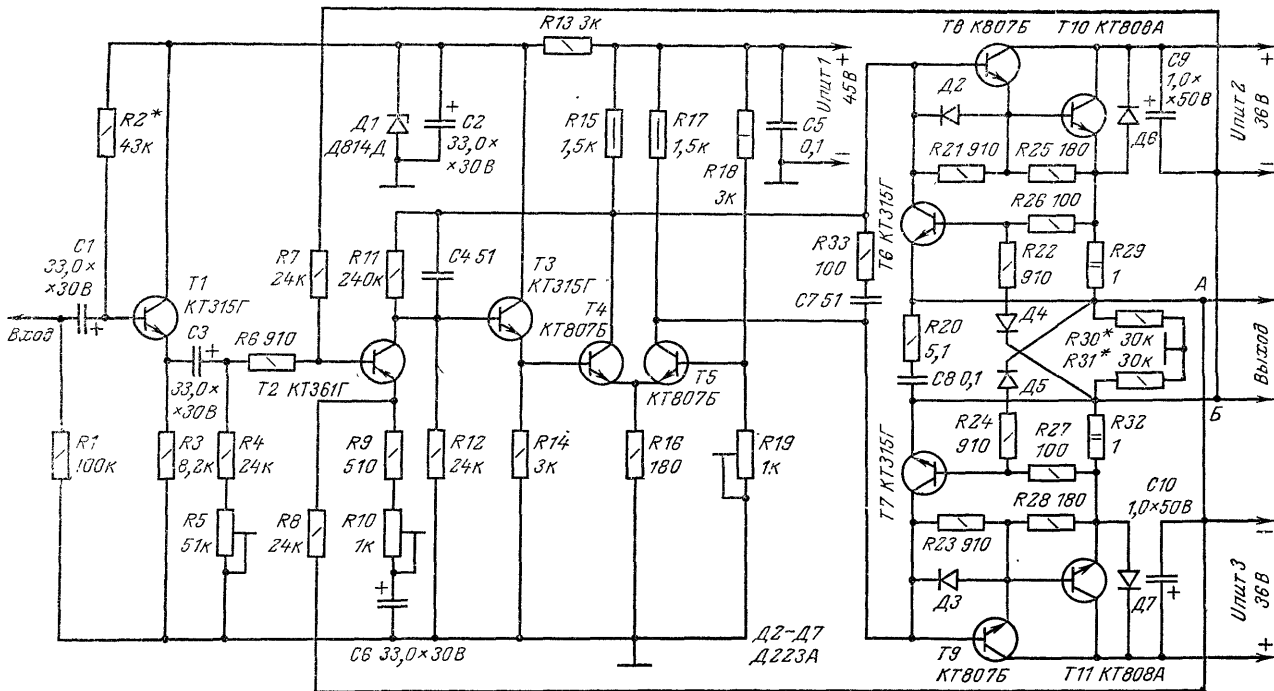 R13 3к
T8 К807Б
T10 КТ808А
R2*
43к
Д1
Д814Д
C2
33,0×
×30В
R15
1,5к
R17
1,5к
R18
3к
C5
0,1
Uпит 1
45В
+
−
Д2
Д6
C9
1,0×
×50В
Uпит 2
36В
+
−
R21 910
R25 180
R26 100
T6 КТ315Г
C1
33,0×
×30В
Вход
T1
КТ315Г
C3
33,0×
×30В
R6 910
R7
24к
R11
240к
C4 51
T2 КТ361Г
T3
КТ315Г
T4
КТ807Б
T5
КТ807Б
R33
100
C7 51
R22
910
R29
1
Д4
R20
5,1
C8 0,1
Д5
R30*
30к
R31*
30к
А
Выход
Б
R24
910
R27
100
R32
1
T7 КТ315Г
R1
100к
R3
8,2к
R4
24к
R5
51к
R8
24к
R9
510
R10
1к
R12
24к
R14
3к
R16
180
R19
1к
R28 180
R23 910
C10
1,0×50В
Д3
Д7
Uпит 3
36В
−
+
C6 33,0×30В
Д2–Д7
Д223А
T9
КТ807Б
T11 КТ808А